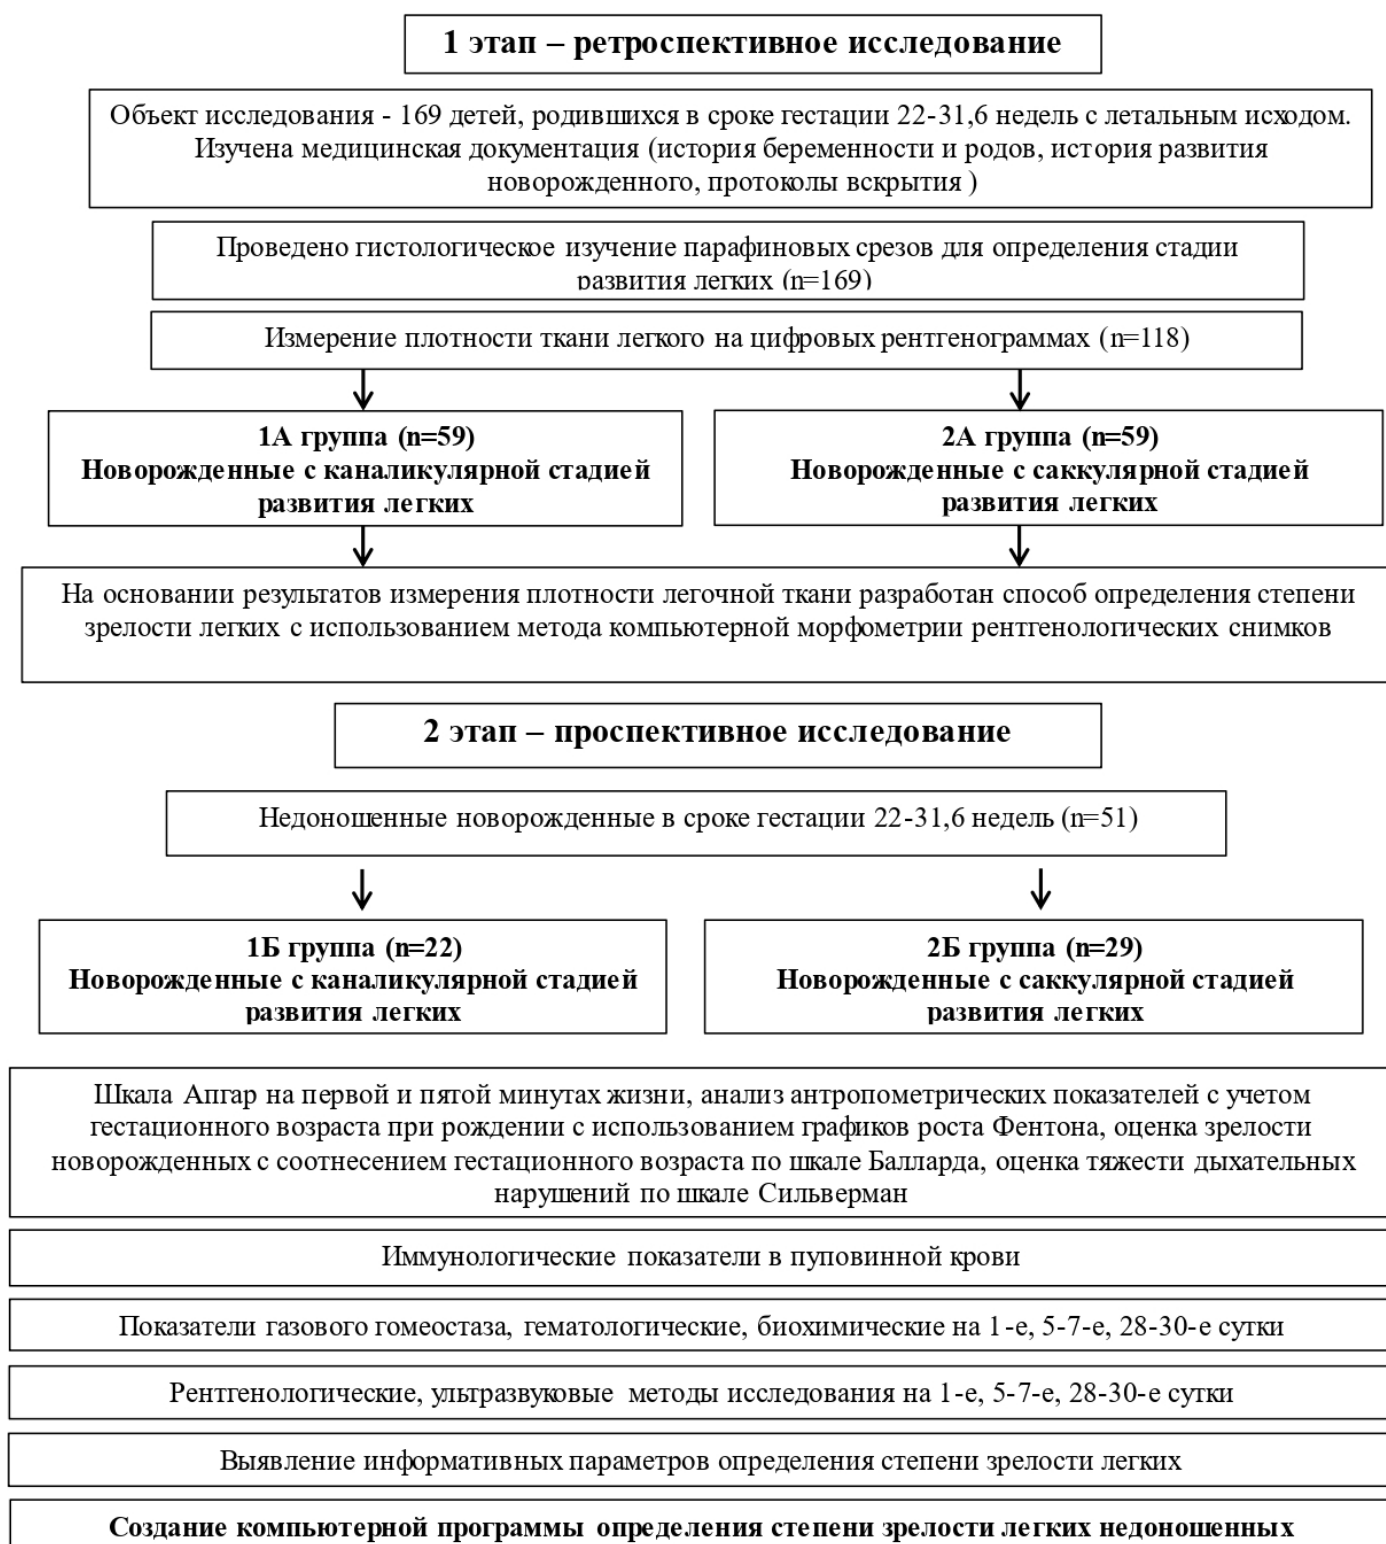 1 этап – ретроспективное исследование
Объект исследования - 169 детей, родившихся в сроке гестации 22-31,6 недель с летальным исходом.
Изучена медицинская документация (история беременности и родов, история развития
новорожденного, протоколы вскрытия )
Проведено гистологическое изучение парафиновых срезов для определения стадии
развития легких (n=169)
Измерение плотности ткани легкого на цифровых рентгенограммах (n=118)
1А группа (n=59)
Новорожденные с каналикулярной стадией
развития легких
2А группа (n=59)
Новорожденные с саккулярной стадией
развития легких
На основании результатов измерения плотности легочной ткани разработан способ определения степени
зрелости легких с использованием метода компьютерной морфометрии рентгенологических снимков
2 этап – проспективное исследование
Недоношенные новорожденные в сроке гестации 22-31,6 недель (n=51)
1Б группа (n=22)
Новорожденные с каналикулярной стадией
развития легких
2Б группа (n=29)
Новорожденные с саккулярной стадией
развития легких
Шкала Апгар на первой и пятой минутах жизни, анализ антропометрических показателей с учетом
гестационного возраста при рождении с использованием графиков роста Фентона, оценка зрелости
новорожденных с соотнесением гестационного возраста по шкале Балларда, оценка тяжести дыхательных
нарушений по шкале Сильверман
Иммунологические показатели в пуповинной крови
Показатели газового гомеостаза, гематологические, биохимические на 1-е, 5-7-е, 28-30-е сутки
Рентгенологические, ультразвуковые методы исследования на 1-е, 5-7-е, 28-30-е сутки
Выявление информативных параметров определения степени зрелости легких
Создание компьютерной программы определения степени зрелости легких недоношенных